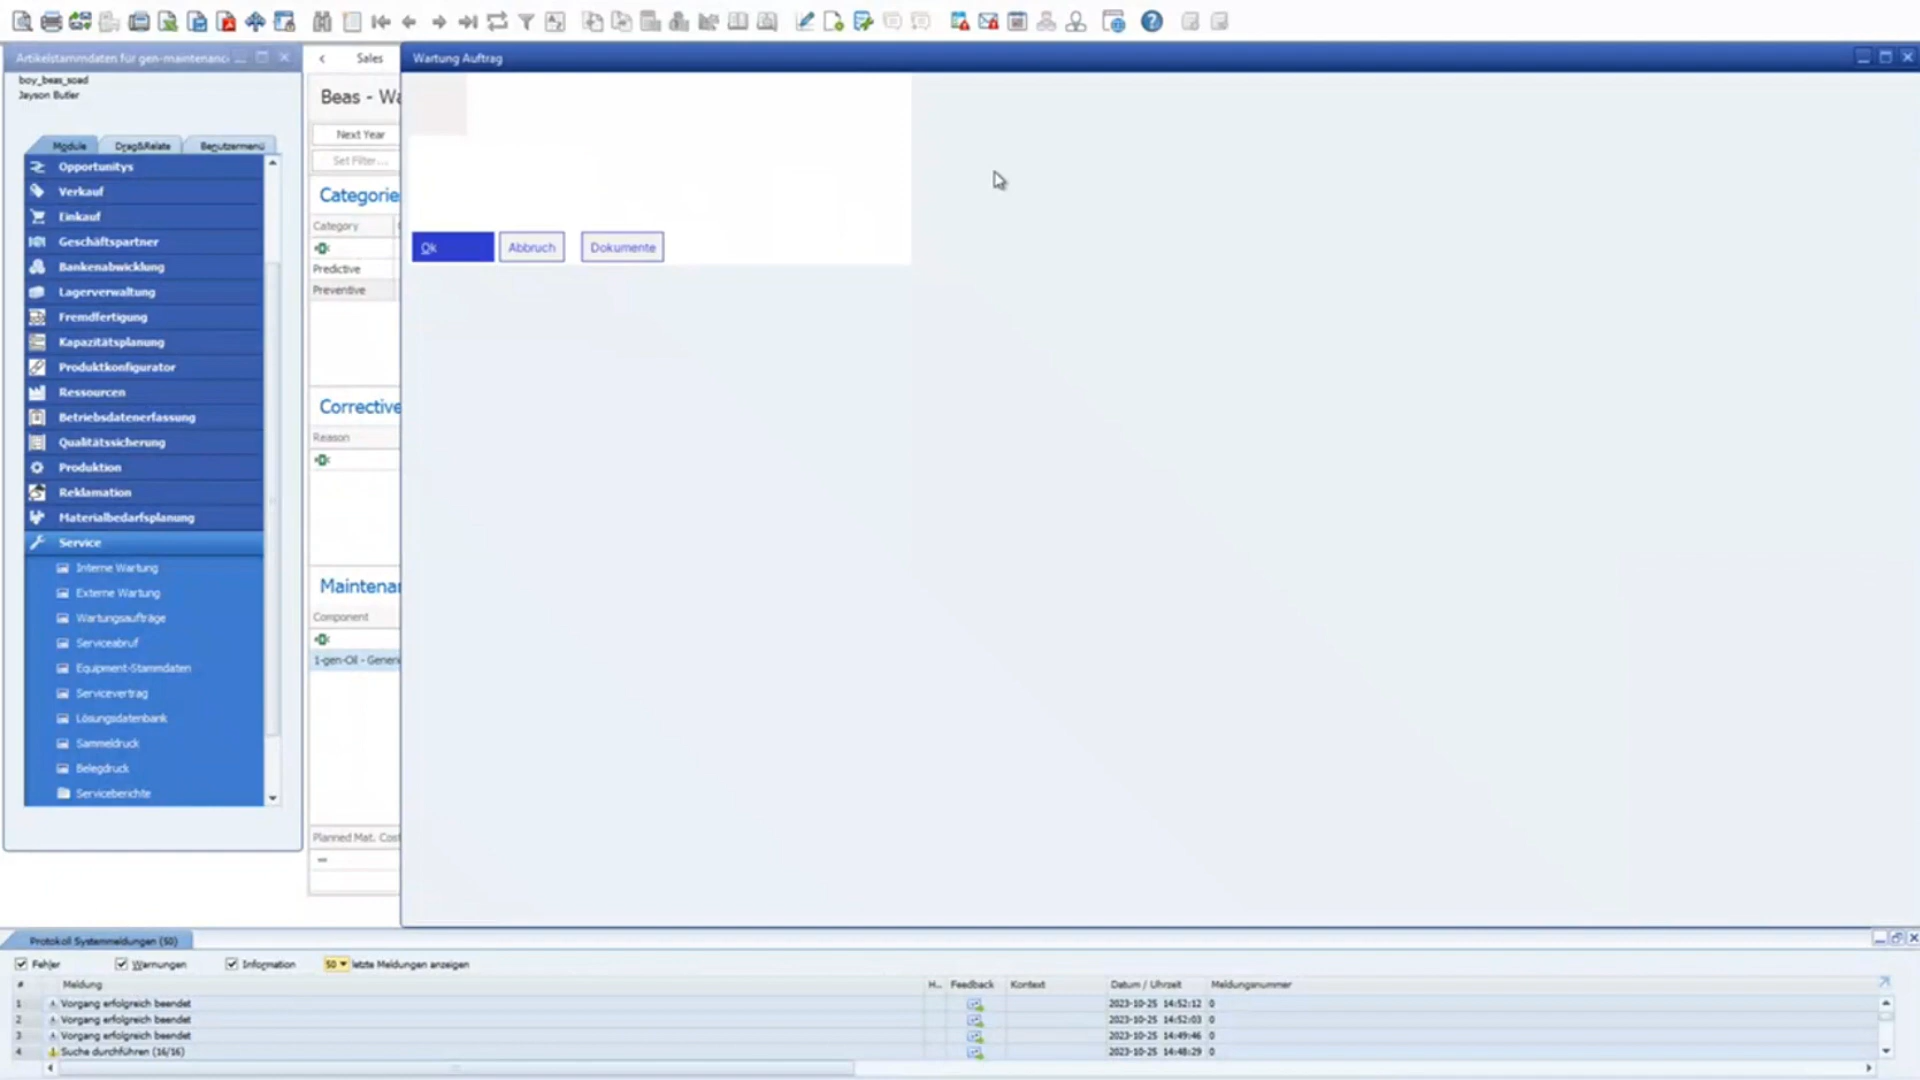 Artikelstammdaten für gen-maintenanc
boy_beas_soad
Jayson Butler
Module
Drag&Relate
Benutzermenü
Opportunitys
Verkauf
Einkauf
Geschäftspartner
Bankenabwicklung
Lagerverwaltung
Fremdfertigung
Kapazitätsplanung
Produktkonfigurator
Ressourcen
Betriebsdatenerfassung
Qualitätssicherung
Produktion
Reklamation
Materialbedarfsplanung
Service
Interne Wartung
Externe Wartung
Wartungsaufträge
Serviceabruf
Equipment-Stammdaten
Servicevertrag
Lösungsdatenbank
Sammeldruck
Belegdruck
Serviceberichte
Sales
Beas - Wa
Next Year
Set Filter...
Categorie
Category
Predictive
Preventive
Corrective
Reason
Maintenan
Component
1-gen-Oil - Generi
Planned Mat. Cost
Wartung Auftrag
Ok
Abbruch
Dokumente
Protokoll Systemmeldungen (50)
Fehler Warnungen Information 50 letzte Meldungen anzeigen
# Meldung H... Feedback Kontext Datum / Uhrzeit Meldungsnummer
1 Vorgang erfolgreich beendet 2023-10-25 14:52:12 0
2 Vorgang erfolgreich beendet 2023-10-25 14:52:03 0
3 Vorgang erfolgreich beendet 2023-10-25 14:49:46 0
4 Suche durchführen (16/16) 2023-10-25 14:48:29 0